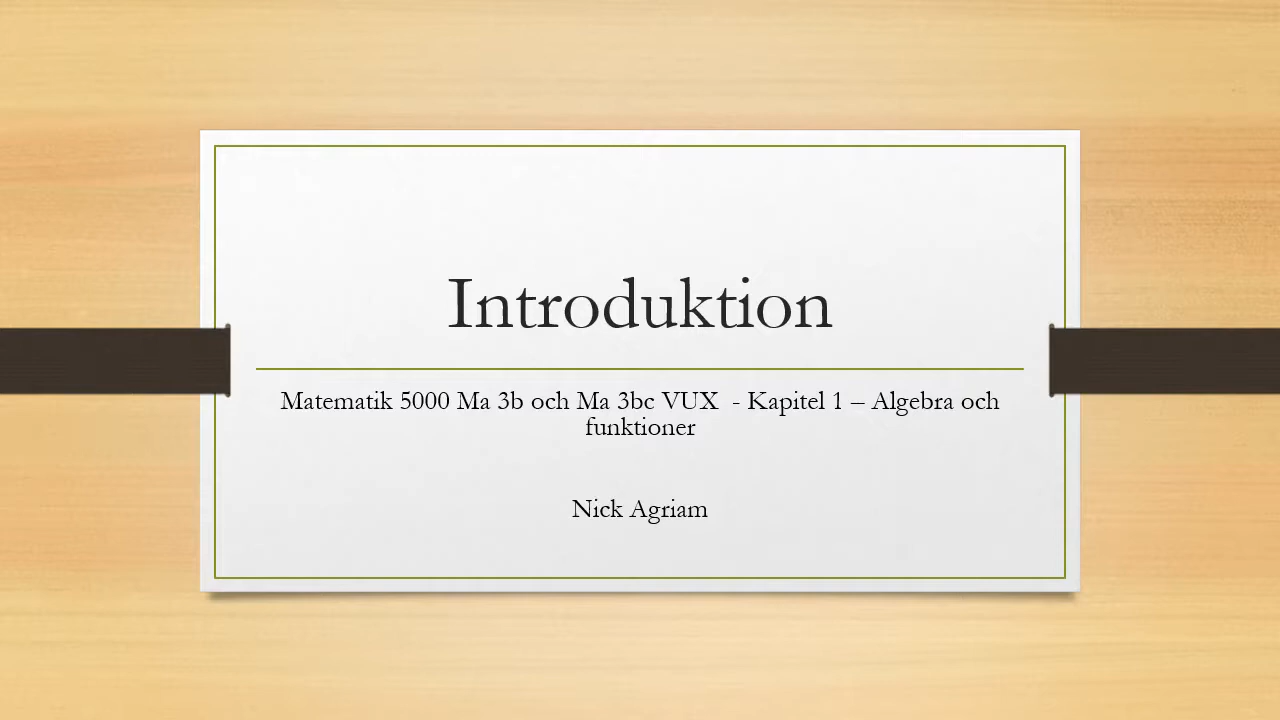 Introduktion
Matematik 5000 Ma 3b och Ma 3bc VUX - Kapitel 1 – Algebra och
funktioner
Nick Agriam